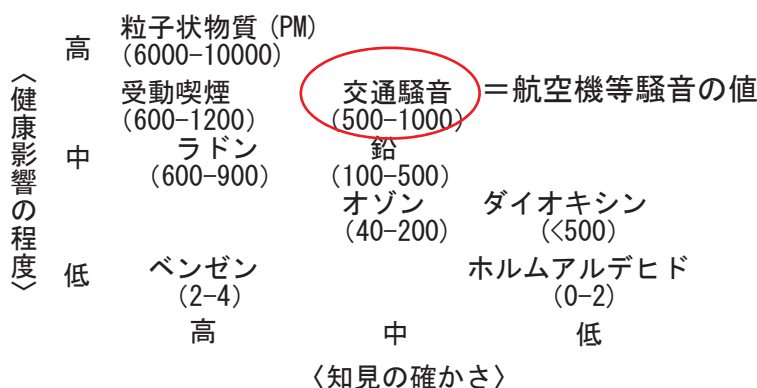 粒子状物質 (PM)
高
(6000-10000)
受動喫煙
交通騒音
=航空機等騒音の値
(600-1200)
(500-1000)
〈健康影響の程度〉
ラドン
鉛
中
(600-900)
(100-500)
オゾン
ダイオキシン
(40-200)
(<500)
ベンゼン
ホルムアルデヒド
低
(2-4)
(0-2)
高
中
低
〈知見の確かさ〉